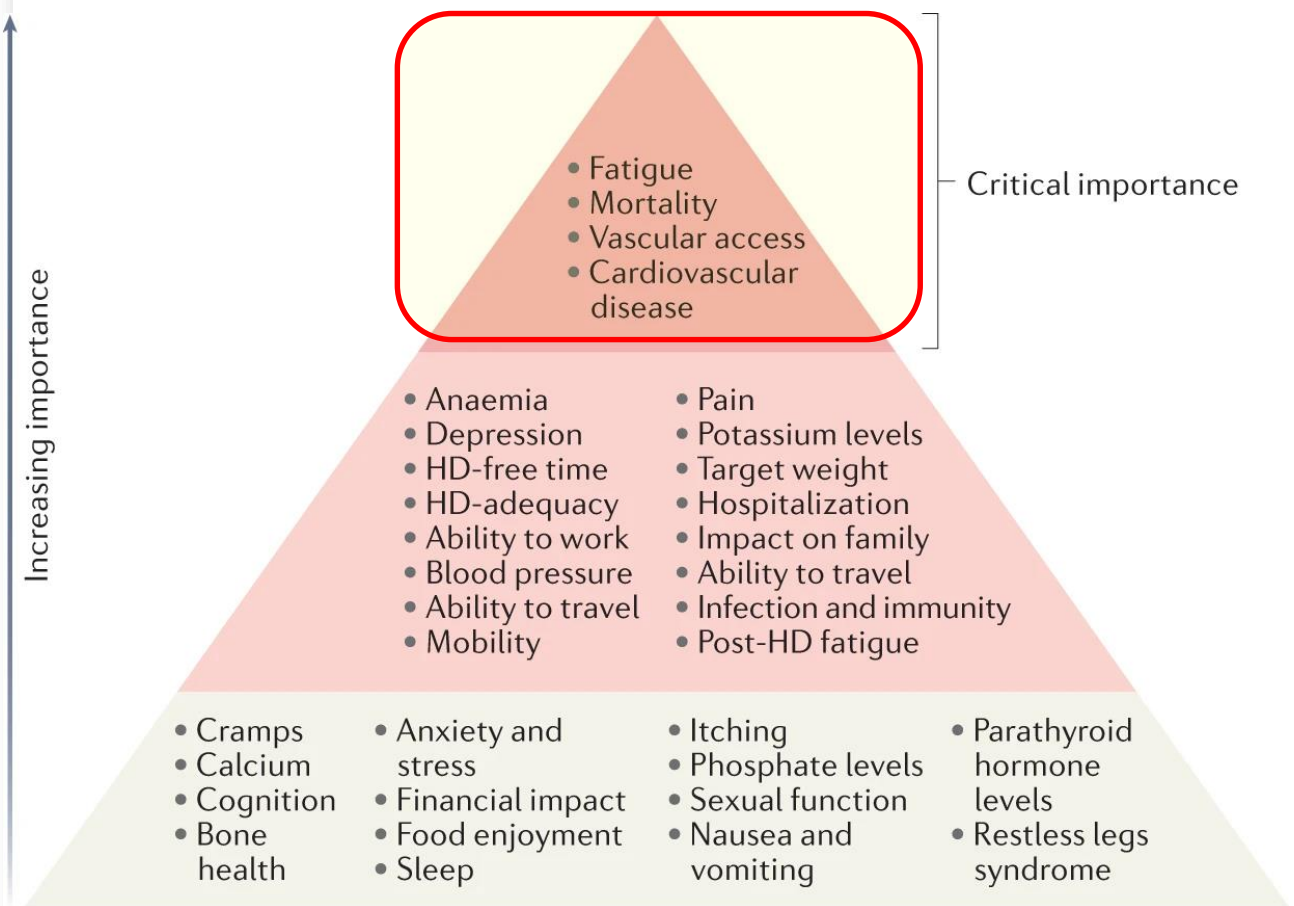 Increasing importance
• Fatigue
• Mortality
• Vascular access
• Cardiovascular
disease
Critical importance
• Anaemia
• Depression
• HD-free time
• HD-adequacy
• Ability to work
• Blood pressure
• Ability to travel
• Mobility
• Pain
• Potassium levels
• Target weight
• Hospitalization
• Impact on family
• Ability to travel
• Infection and immunity
• Post-HD fatigue
• Cramps
• Calcium
• Cognition
• Bone
health
• Anxiety and
stress
• Financial impact
• Food enjoyment
• Sleep
• Itching
• Phosphate levels
• Sexual function
• Nausea and
vomiting
• Parathyroid
hormone
levels
• Restless legs
syndrome